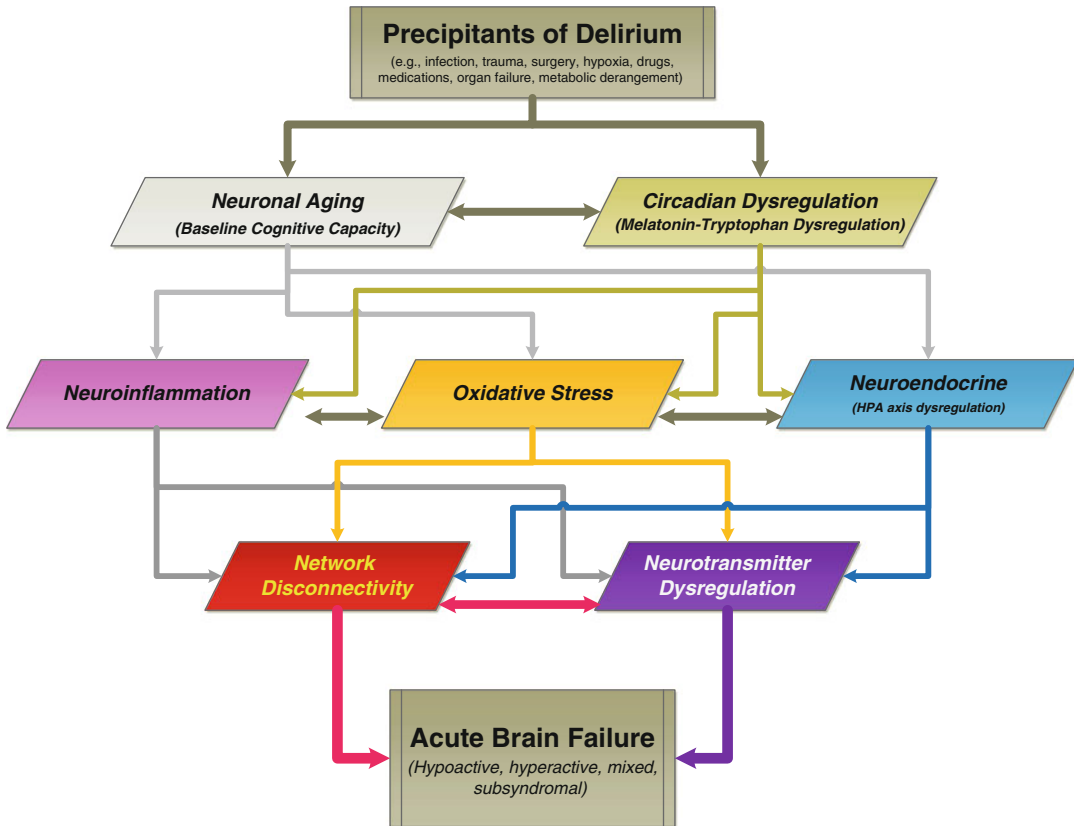 Precipitants of Delirium
(e.g., infection, trauma, surgery, hypoxia, drugs,
medications, organ failure, metabolic derangement)
Neuronal Aging
(Baseline Cognitive Capacity)
Circadian Dysregulation
(Melatonin-Tryptophan Dysregulation)
Neuroinflammation
Oxidative Stress
Neuroendocrine
(HPA axis dysregulation)
Network
Disconnectivity
Neurotransmitter
Dysregulation
Acute Brain Failure
(Hypoactive, hyperactive, mixed,
subsyndromal)